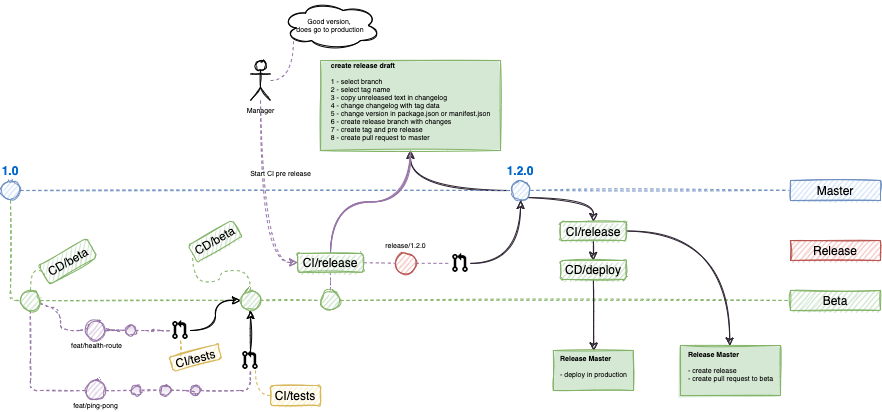 Good version,
does go to production
create release draft
1 - select branch
2 - select tag name
3 - copy unreleased text in changelog
4 - change changelog with tag data
5 - change version in package.json or manifest.json
6 - create release branch with changes
7 - create tag and pre release
8 - create pull request to master
Manager
Start CI pre release
1.0
1.2.0
Master
CD/beta
CD/beta
CI/release
release/1.2.0
CI/release
Release
CD/deploy
Beta
feat/health-route
CI/tests
feat/ping-pong
CI/tests
Release Master
- deploy in production
Release Master
- create release
- create pull request to beta